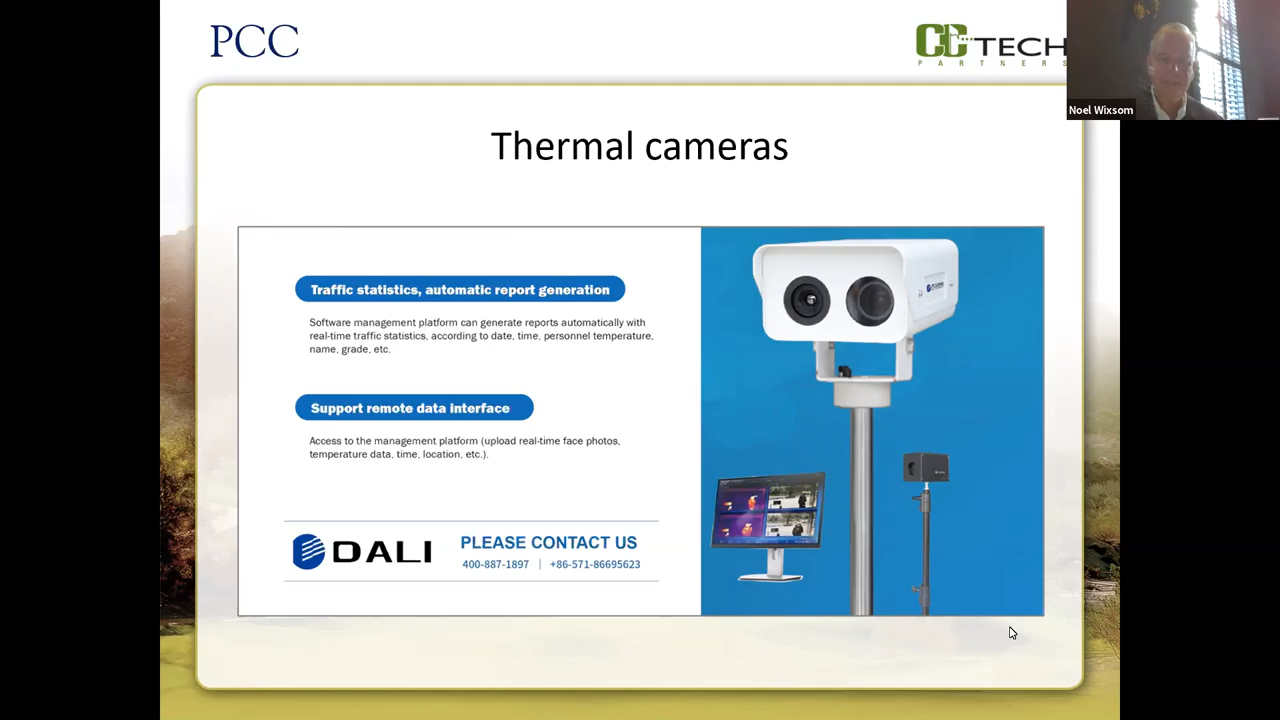 PCC
CC TECH
PARTNERS
Noel Wixsom
Thermal cameras
Traffic statistics, automatic report generation
Software management platform can generate reports automatically with
real-time traffic statistics, according to date, time, personnel temperature,
name, grade, etc.
Support remote data interface
Access to the management platform (upload real-time face photos,
temperature data, time, location, etc.).
DALI
PLEASE CONTACT US
400-887-1897 | +86-571-86695623